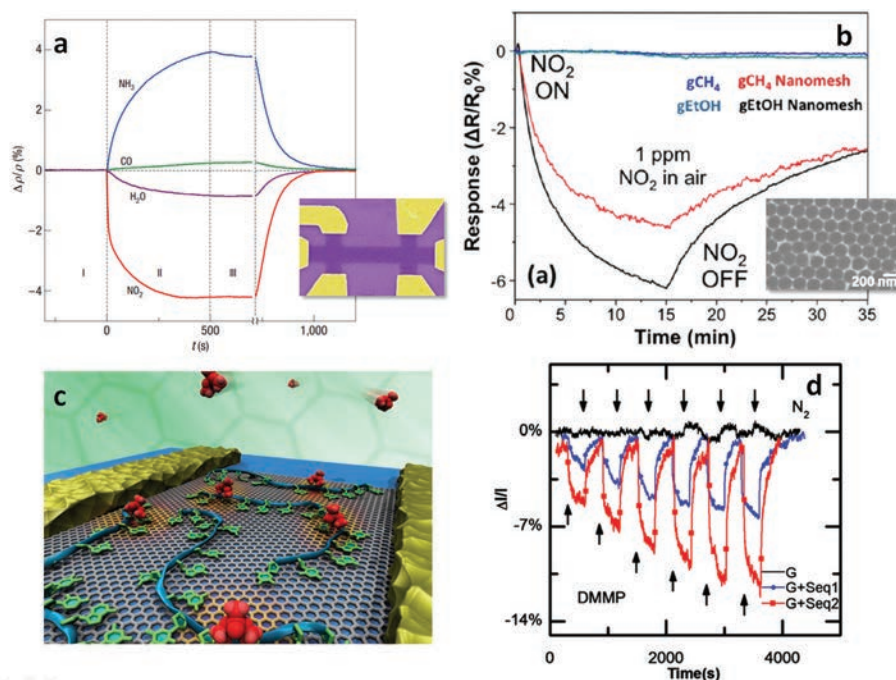 a
4
2
0
−2
−4
Δρ/ρ (%)
NH₃
CO
H₂O
NO₂
I
II
III
0
500
1,000
t(s)
b
0
-2
-4
-6
Response (ΔR/R₀%)
NO₂
ON
gCH₄ gCH₄ Nanomesh
gEtOH gEtOH Nanomesh
1 ppm
NO₂ in air
(a)
NO₂
OFF
200 nm
0
5
10
15
20
25
30
35
Time (min)
c
d
N₂
0%
-7%
-14%
ΔI/I
DMMP
G
G+Seq1
G+Seq2
0
2000
4000
Time(s)